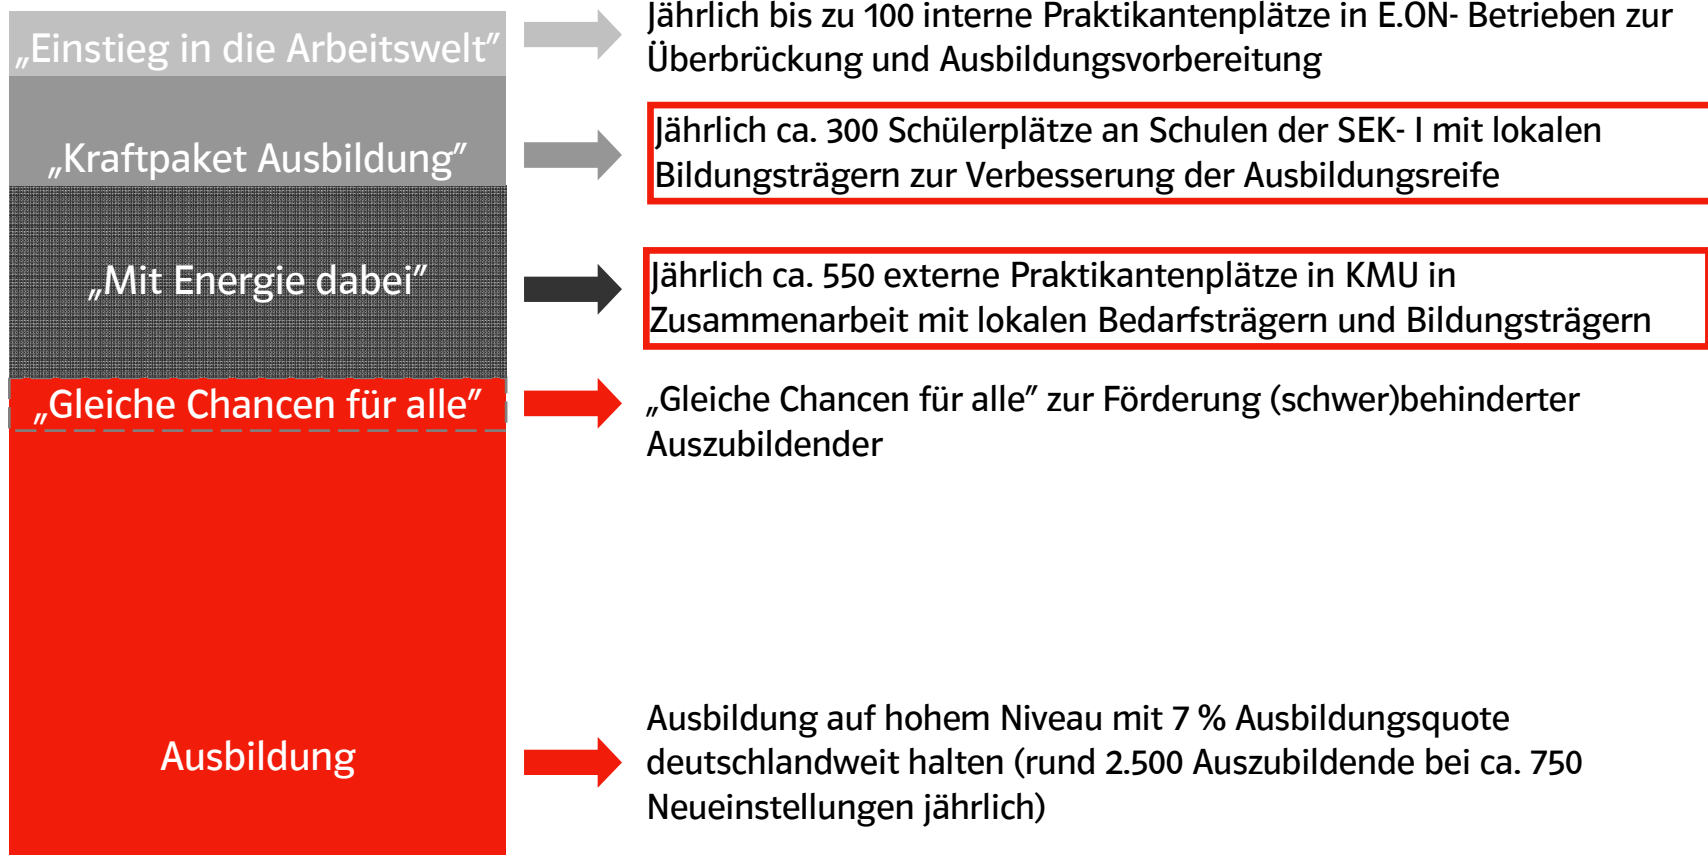 „Einstieg in die Arbeitswelt”
Jährlich bis zu 100 interne Praktikantenplätze in E.ON- Betrieben zur
Überbrückung und Ausbildungsvorbereitung
„Kraftpaket Ausbildung”
Jährlich ca. 300 Schülerplätze an Schulen der SEK- I mit lokalen
Bildungsträgern zur Verbesserung der Ausbildungsreife
„Mit Energie dabei”
Jährlich ca. 550 externe Praktikantenplätze in KMU in
Zusammenarbeit mit lokalen Bedarfsträgern und Bildungsträgern
„Gleiche Chancen für alle”
„Gleiche Chancen für alle” zur Förderung (schwer)behinderter
Auszubildender
Ausbildung
Ausbildung auf hohem Niveau mit 7 % Ausbildungsquote
deutschlandweit halten (rund 2.500 Auszubildende bei ca. 750
Neueinstellungen jährlich)